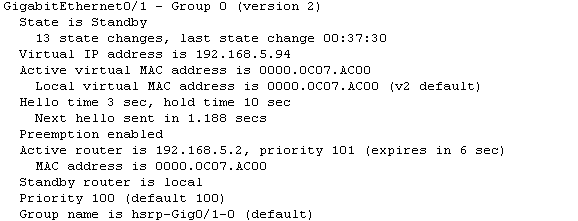 GigabitEthernet0/1 - Group 0 (version 2)
State is Standby
13 state changes, last state change 00:37:30
Virtual IP address is 192.168.5.94
Active virtual MAC address is 0000.0C07.AC00
Local virtual MAC address is 0000.0C07.AC00 (v2 default)
Hello time 3 sec, hold time 10 sec
Next hello sent in 1.188 secs
Preemption enabled
Active router is 192.168.5.2, priority 101 (expires in 6 sec)
MAC address is 0000.0C07.AC00
Standby router is local
Priority 100 (default 100)
Group name is hsrp-Gig0/1-0 (default)